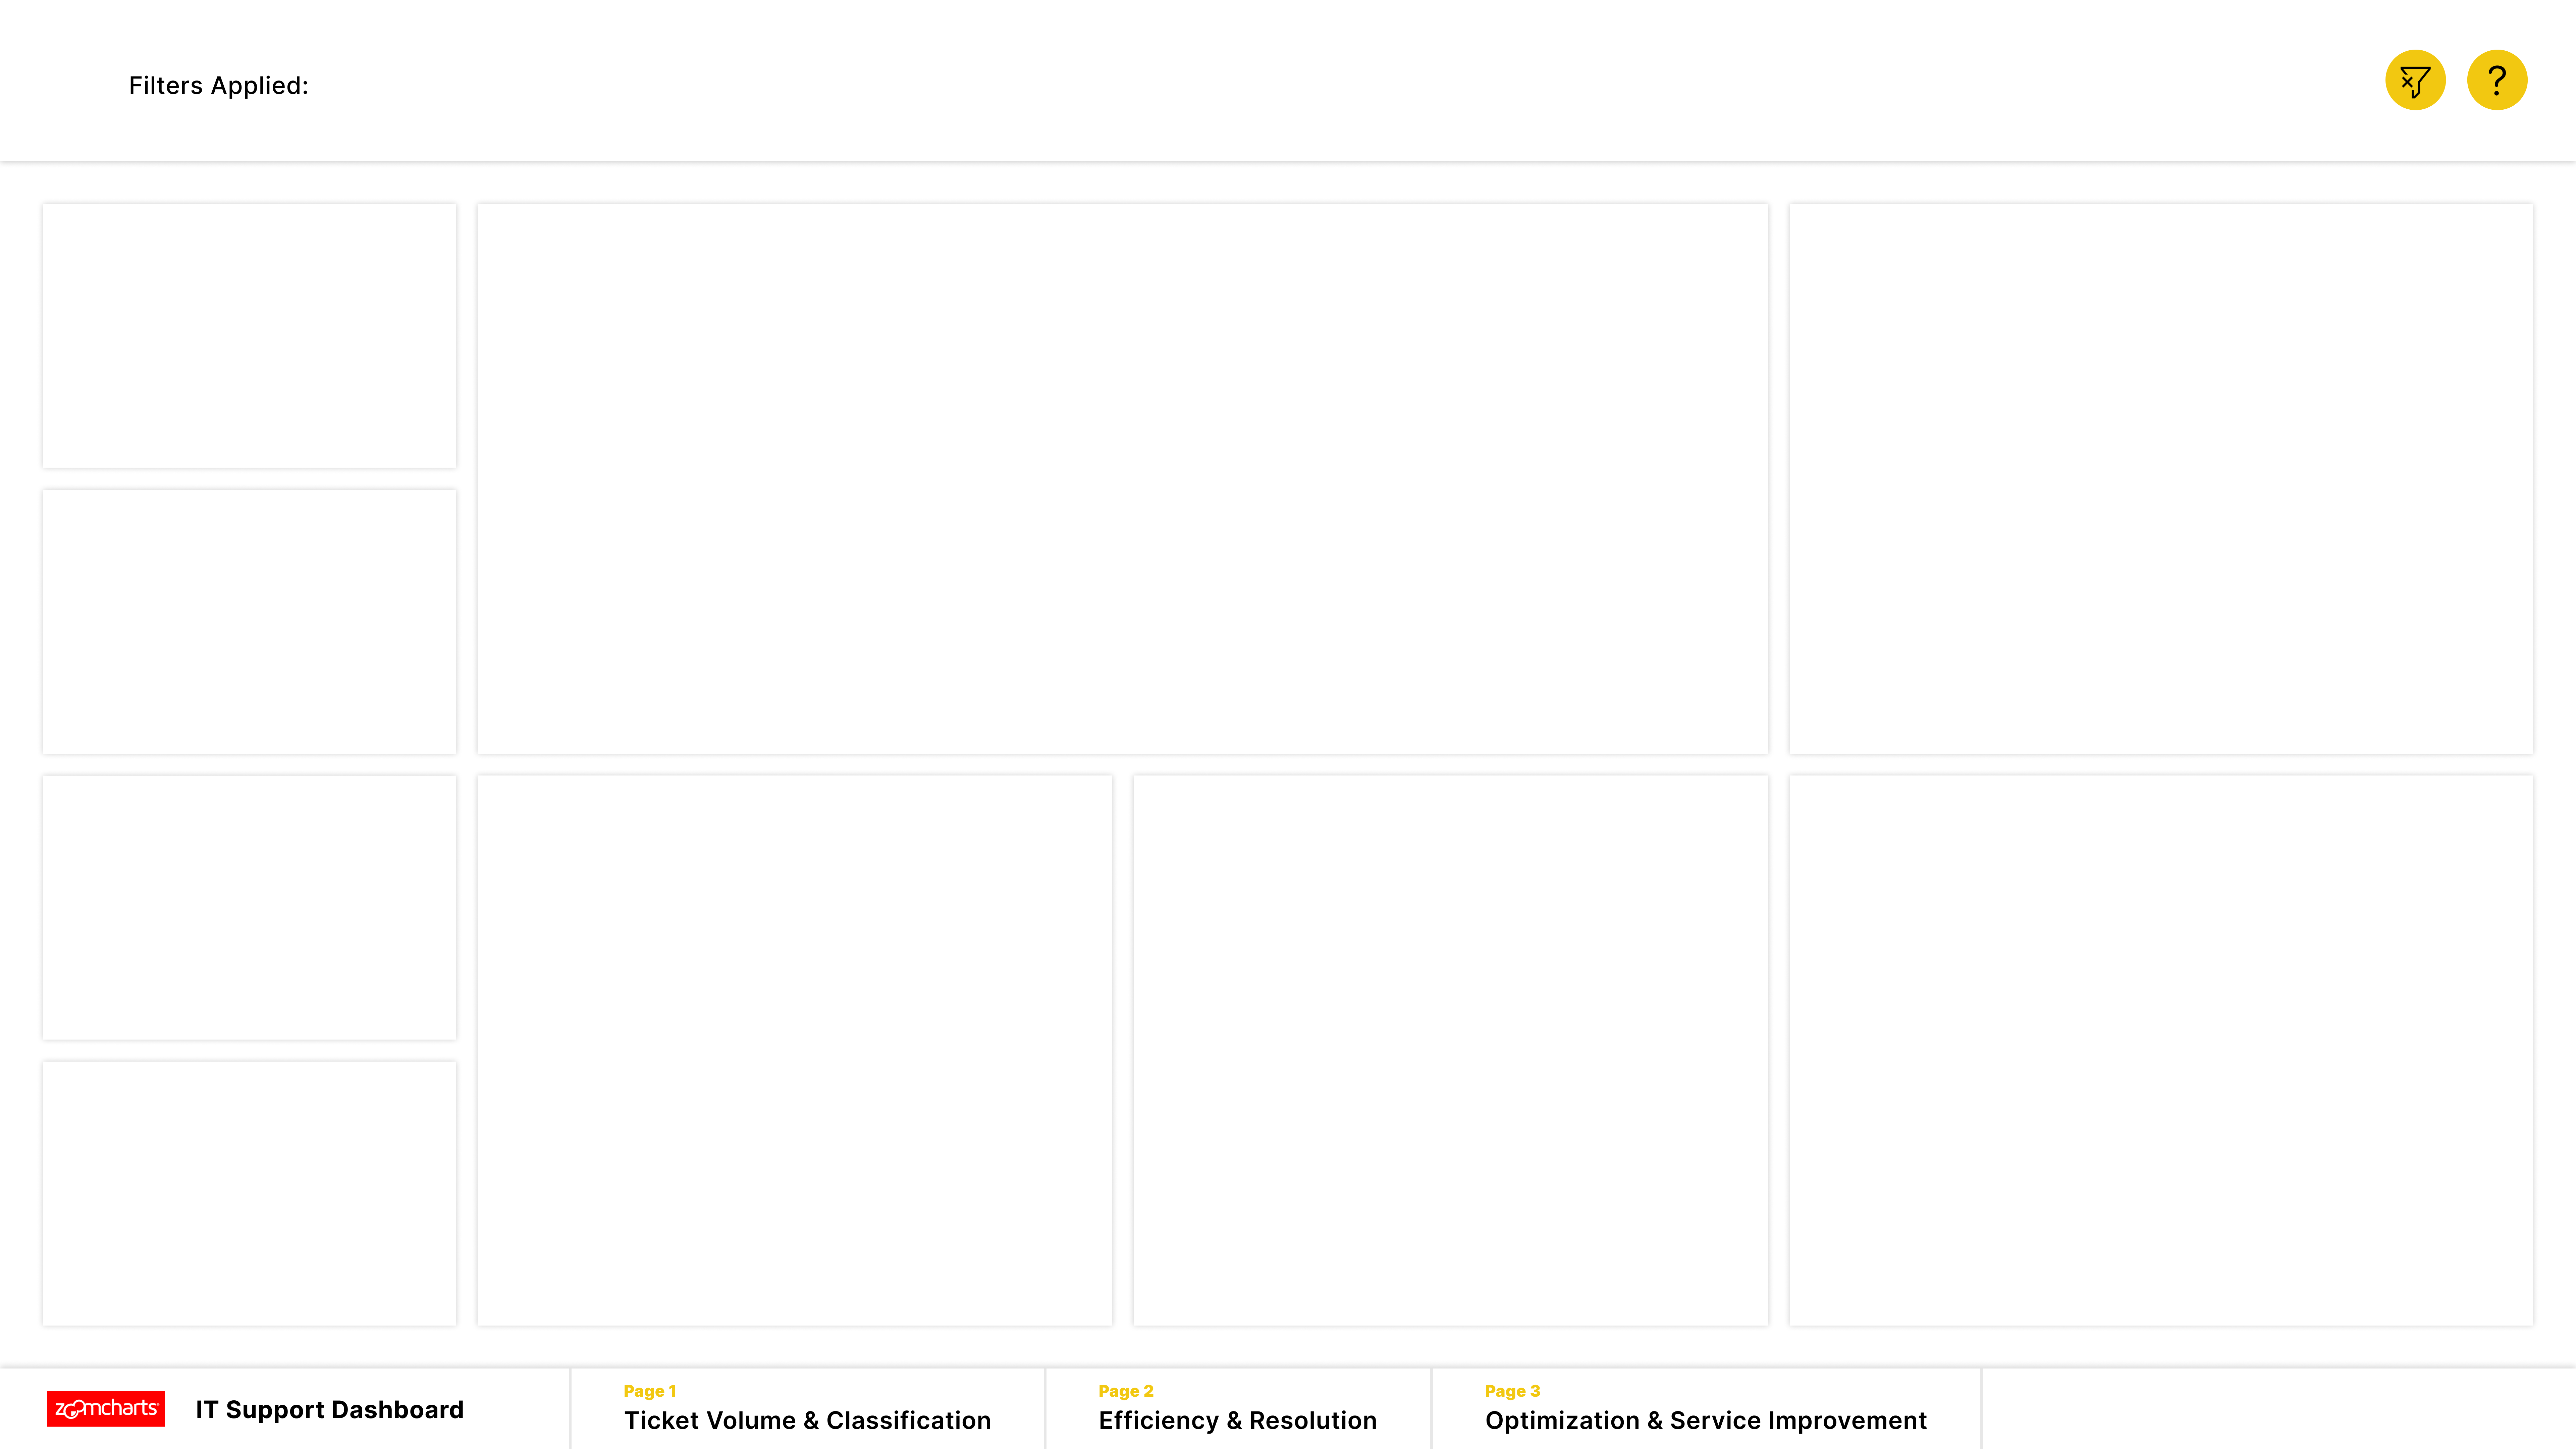 Filters Applied:
?
zoomcharts
IT Support Dashboard
Page 1
Ticket Volume & Classification
Page 2
Efficiency & Resolution
Page 3
Optimization & Service Improvement